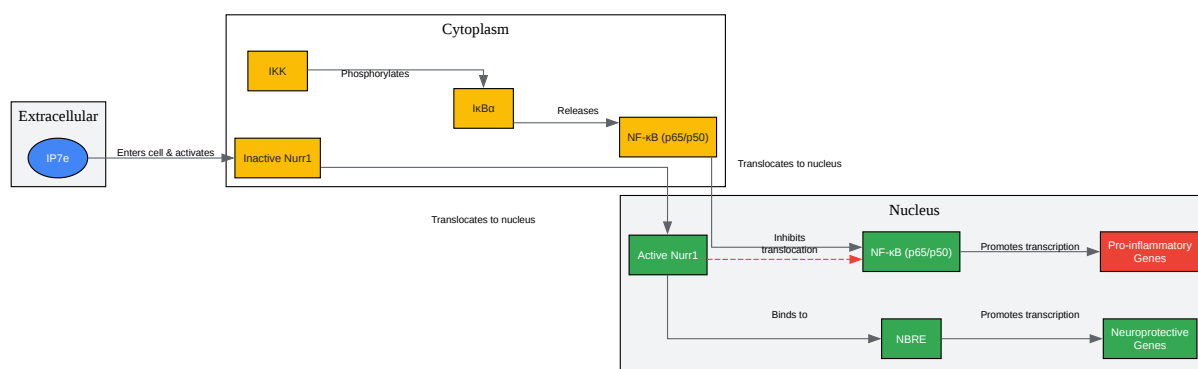 Cytoplasm
IKK
Phosphorylates
IκBα
Releases
NF-κB (p65/p50)
Extracellular
IP7e
Enters cell & activates
Inactive Nurr1
Translocates to nucleus
Translocates to nucleus
Nucleus
Active Nurr1
Inhibits
translocation
NF-κB (p65/p50)
Promotes transcription
Pro-inflammatory
Genes
Binds to
NBRE
Promotes transcription
Neuroprotective
Genes